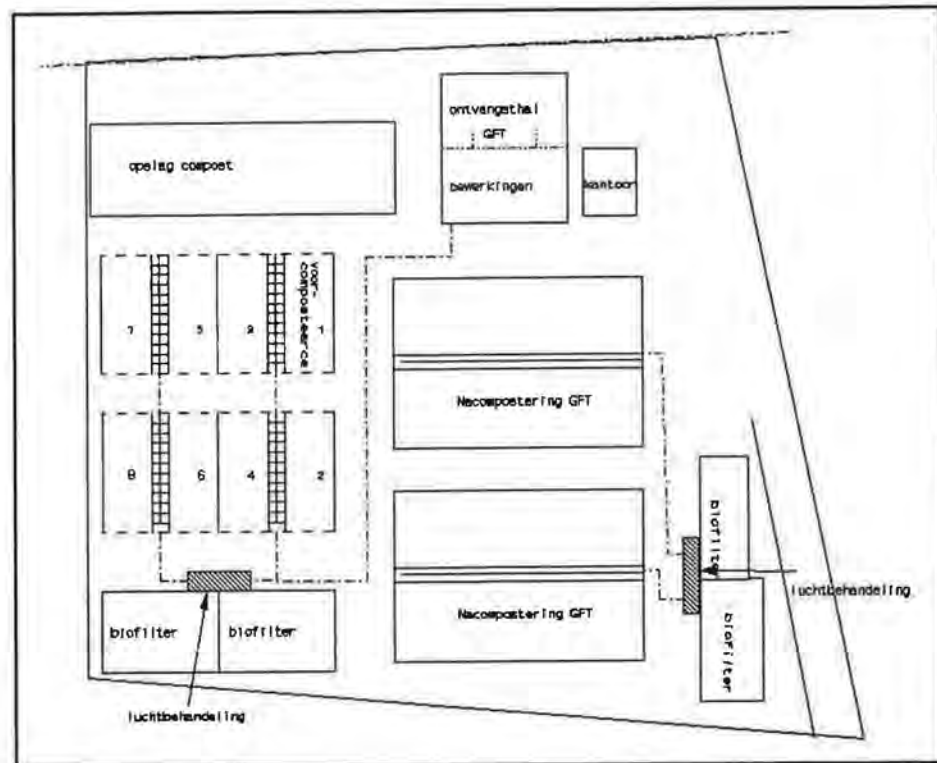 ontvangsthal
GFT
opslag compost
bewerkingen
kantoor
voor-
compostering
7
5
3
1
Nacompostering GFT
8
6
4
2
biofilter
luchtbehandeling
Nacompostering GFT
biofilter
biofilter
biofilter
luchtbehandeling